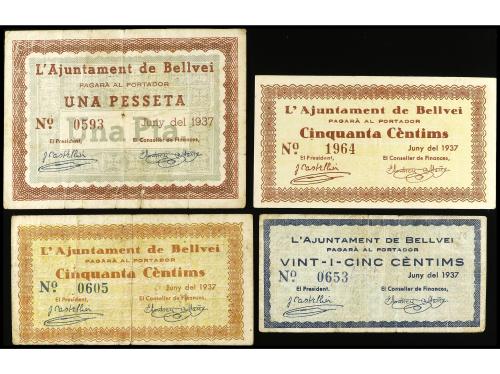 L'Ajuntament de Bellvei
PAGARÀ AL PORTADOR
UNA PESSETA
Nº 0593 Juny del 1937
El President, El Conseller de Finances,
L'Ajuntament de Bellvei
PAGARÀ AL PORTADOR
Cinquanta Cèntims
Nº 1964 Juny del 1937
El President, El Conseller de Finances,
L'Ajuntament de Bellvei
PAGARÀ AL PORTADOR
Cinquanta Cèntims
Nº 0605 Juny del 1937
El President, El Conseller de Finances,
L'AJUNTAMENT DE BELLVEI
PAGARÀ AL PORTADOR
VINT-I-CINC CÈNTIMS
Nº 0653 Juny del 1937
El President, El Conseller de Finances,